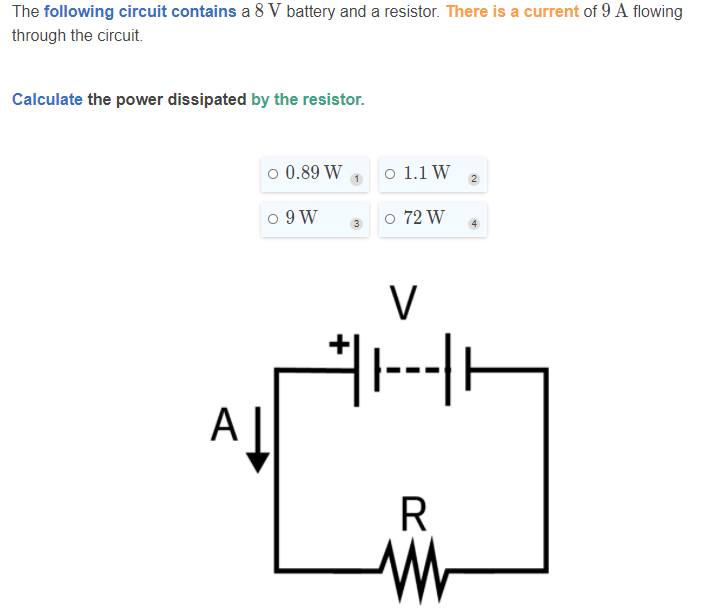 The following circuit contains a 8 V battery and a resistor. There is a current of 9 A flowing
through the circuit.
Calculate the power dissipated by the resistor.
0.89 W 1 1.1 W 2
9 W 3 72 W 4
V
+
A
R